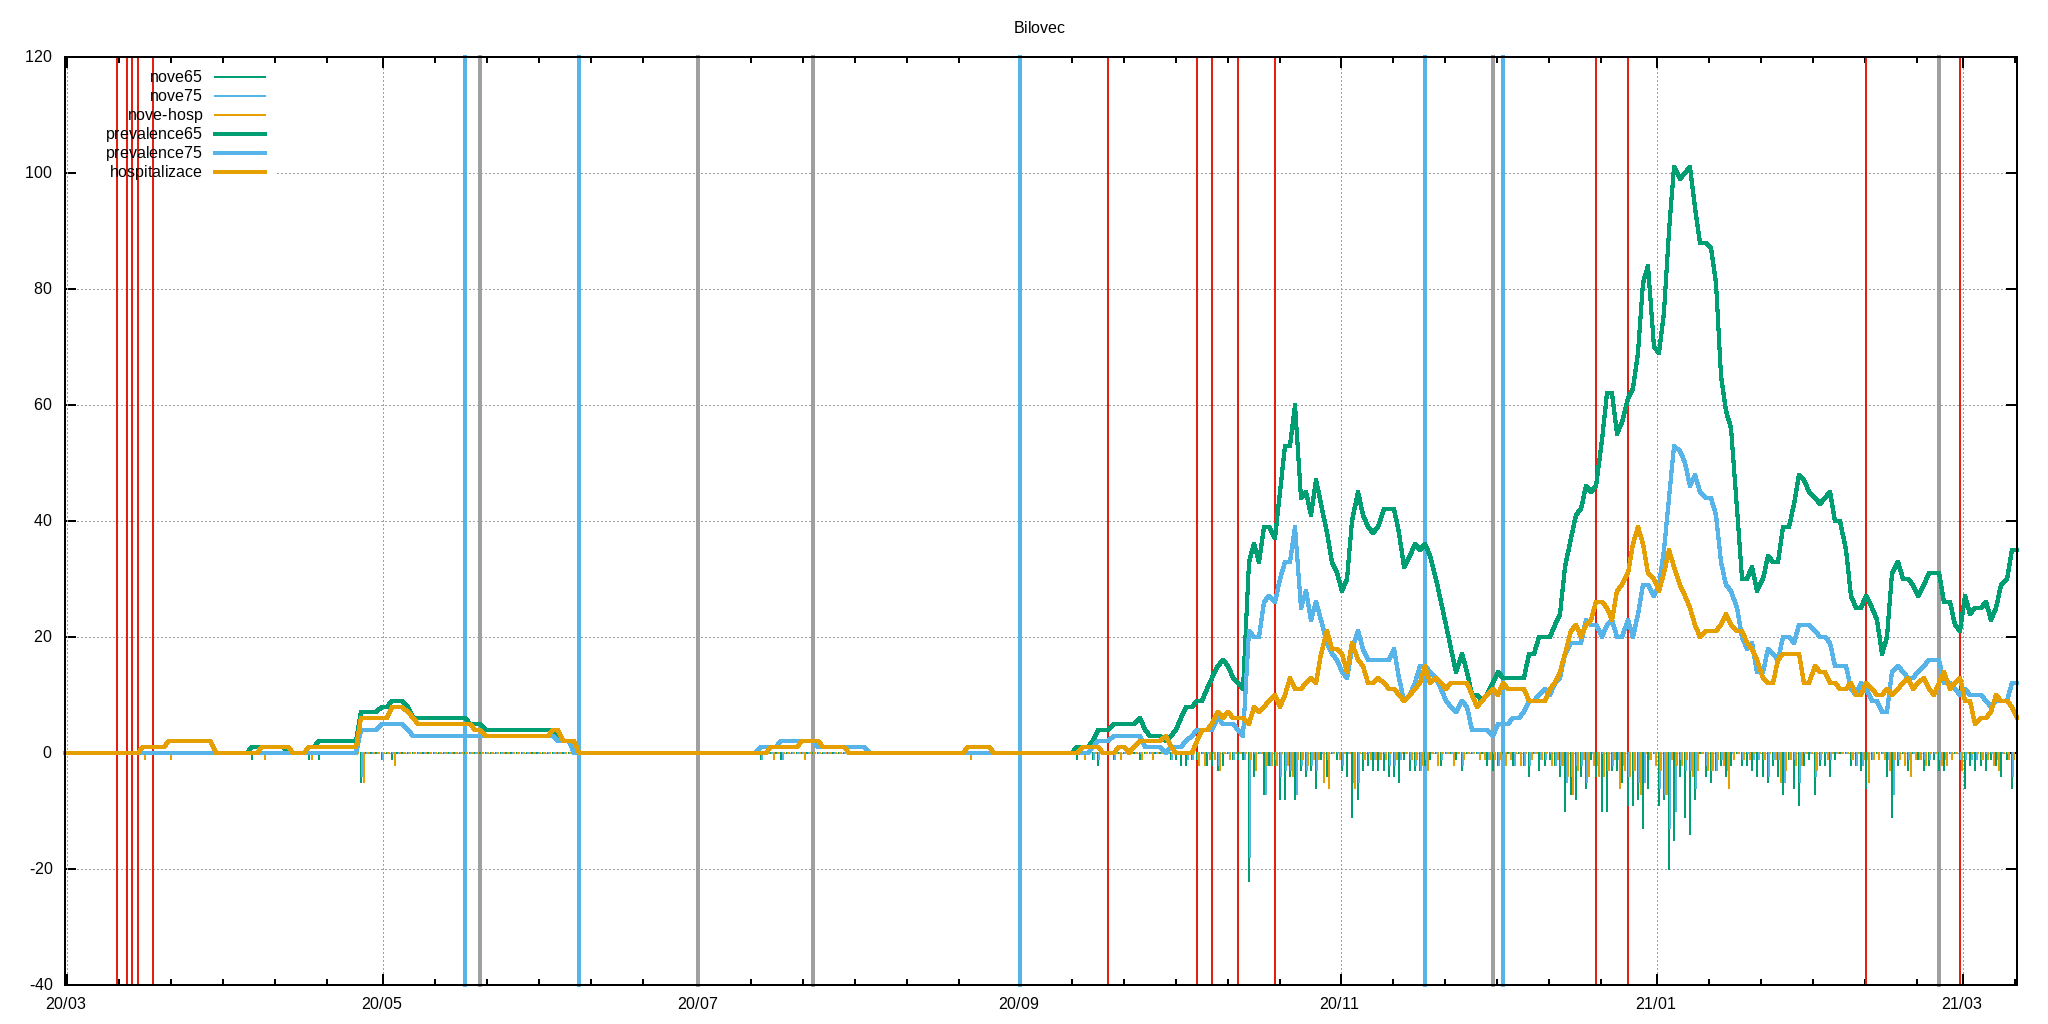 Bilovec
120
100
80
60
40
20
0
-20
-40
nove65
nove75
nove-hosp
prevalence65
prevalence75
hospitalizace
20/03 20/05 20/07 20/09 20/11 21/01 21/03